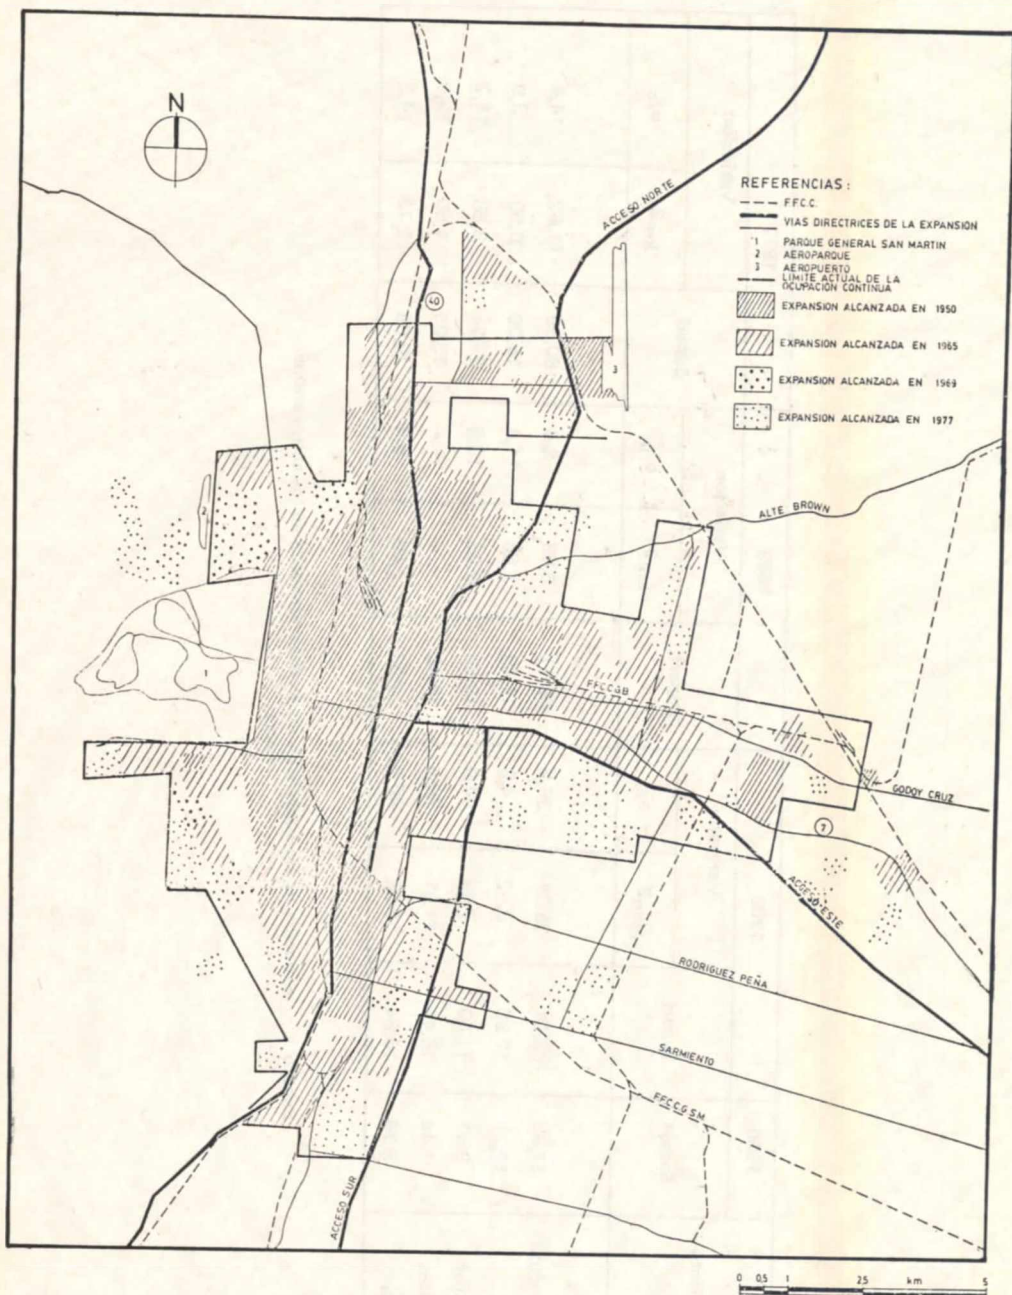 N
ACCESO NORTE
REFERENCIAS:
F.F.C.C.
VIAS DIRECTRICES DE LA EXPANSION
1 PARQUE GENERAL SAN MARTIN
2 AEROPARQUE
3 AEROPUERTO
LIMITE ACTUAL DE LA
OCUPACION CONTINUA
EXPANSION ALCANZADA EN 1950
EXPANSION ALCANZADA EN 1965
EXPANSION ALCANZADA EN 1969
EXPANSION ALCANZADA EN 1977
40
3
2
ALTE BROWN
1
FFCCGB
GODOY CRUZ
7
ACCESO ESTE
RODRIGUEZ PEÑA
SARMIENTO
FFCCGSM
ACCESO SUR
0 0,5 1 2,5 km 5